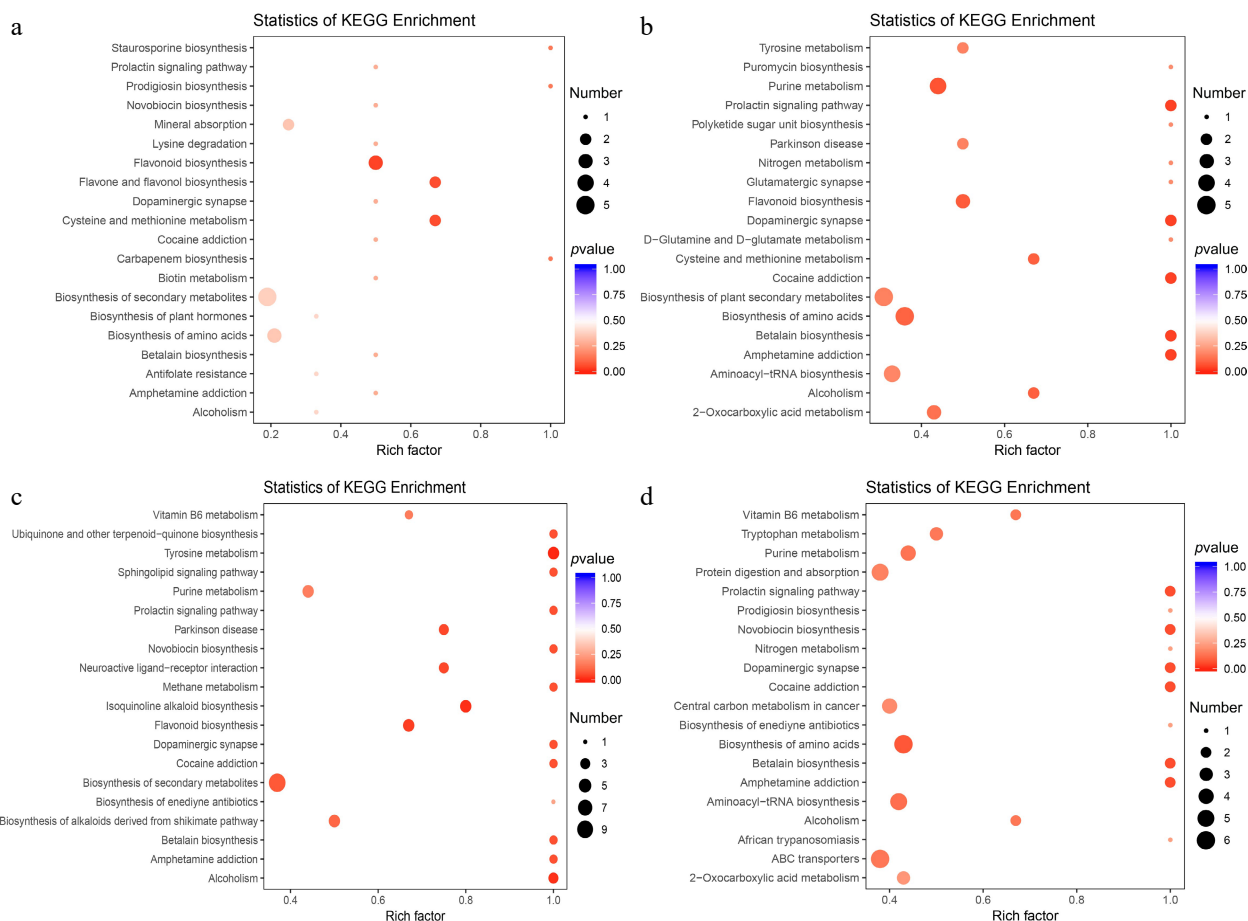 a
Statistics of KEGG Enrichment
Staurosporine biosynthesis
Prolactin signaling pathway
Prodigiosin biosynthesis
Novobiocin biosynthesis
Mineral absorption
Lysine degradation
Flavonoid biosynthesis
Flavone and flavonol biosynthesis
Dopaminergic synapse
Cysteine and methionine metabolism
Cocaine addiction
Carbapenem biosynthesis
Biotin metabolism
Biosynthesis of secondary metabolites
Biosynthesis of plant hormones
Biosynthesis of amino acids
Betalain biosynthesis
Antifolate resistance
Amphetamine addiction
Alcoholism
0.2 0.4 0.6 0.8 1.0
Rich factor
Number
1
2
3
4
5
pvalue
1.00
0.75
0.50
0.25
0.00
b
Statistics of KEGG Enrichment
Tyrosine metabolism
Puromycin biosynthesis
Purine metabolism
Prolactin signaling pathway
Polyketide sugar unit biosynthesis
Parkinson disease
Nitrogen metabolism
Glutamatergic synapse
Flavonoid biosynthesis
Dopaminergic synapse
D−Glutamine and D−glutamate metabolism
Cysteine and methionine metabolism
Cocaine addiction
Biosynthesis of plant secondary metabolites
Biosynthesis of amino acids
Betalain biosynthesis
Amphetamine addiction
Aminoacyl−tRNA biosynthesis
Alcoholism
2−Oxocarboxylic acid metabolism
0.4 0.6 0.8 1.0
Rich factor
Number
1
2
3
4
5
pvalue
1.00
0.75
0.50
0.25
0.00
c
Statistics of KEGG Enrichment
Vitamin B6 metabolism
Ubiquinone and other terpenoid−quinone biosynthesis
Tyrosine metabolism
Sphingolipid signaling pathway
Purine metabolism
Prolactin signaling pathway
Parkinson disease
Novobiocin biosynthesis
Neuroactive ligand−receptor interaction
Methane metabolism
Isoquinoline alkaloid biosynthesis
Flavonoid biosynthesis
Dopaminergic synapse
Cocaine addiction
Biosynthesis of secondary metabolites
Biosynthesis of enediyne antibiotics
Biosynthesis of alkaloids derived from shikimate pathway
Betalain biosynthesis
Amphetamine addiction
Alcoholism
0.4 0.6 0.8 1.0
Rich factor
pvalue
1.00
0.75
0.50
0.25
0.00
Number
1
3
5
7
9
d
Statistics of KEGG Enrichment
Vitamin B6 metabolism
Tryptophan metabolism
Purine metabolism
Protein digestion and absorption
Prolactin signaling pathway
Prodigiosin biosynthesis
Novobiocin biosynthesis
Nitrogen metabolism
Dopaminergic synapse
Cocaine addiction
Central carbon metabolism in cancer
Biosynthesis of enediyne antibiotics
Biosynthesis of amino acids
Betalain biosynthesis
Amphetamine addiction
Aminoacyl−tRNA biosynthesis
Alcoholism
African trypanosomiasis
ABC transporters
2−Oxocarboxylic acid metabolism
0.4 0.6 0.8 1.0
Rich factor
pvalue
1.00
0.75
0.50
0.25
0.00
Number
1
2
3
4
5
6